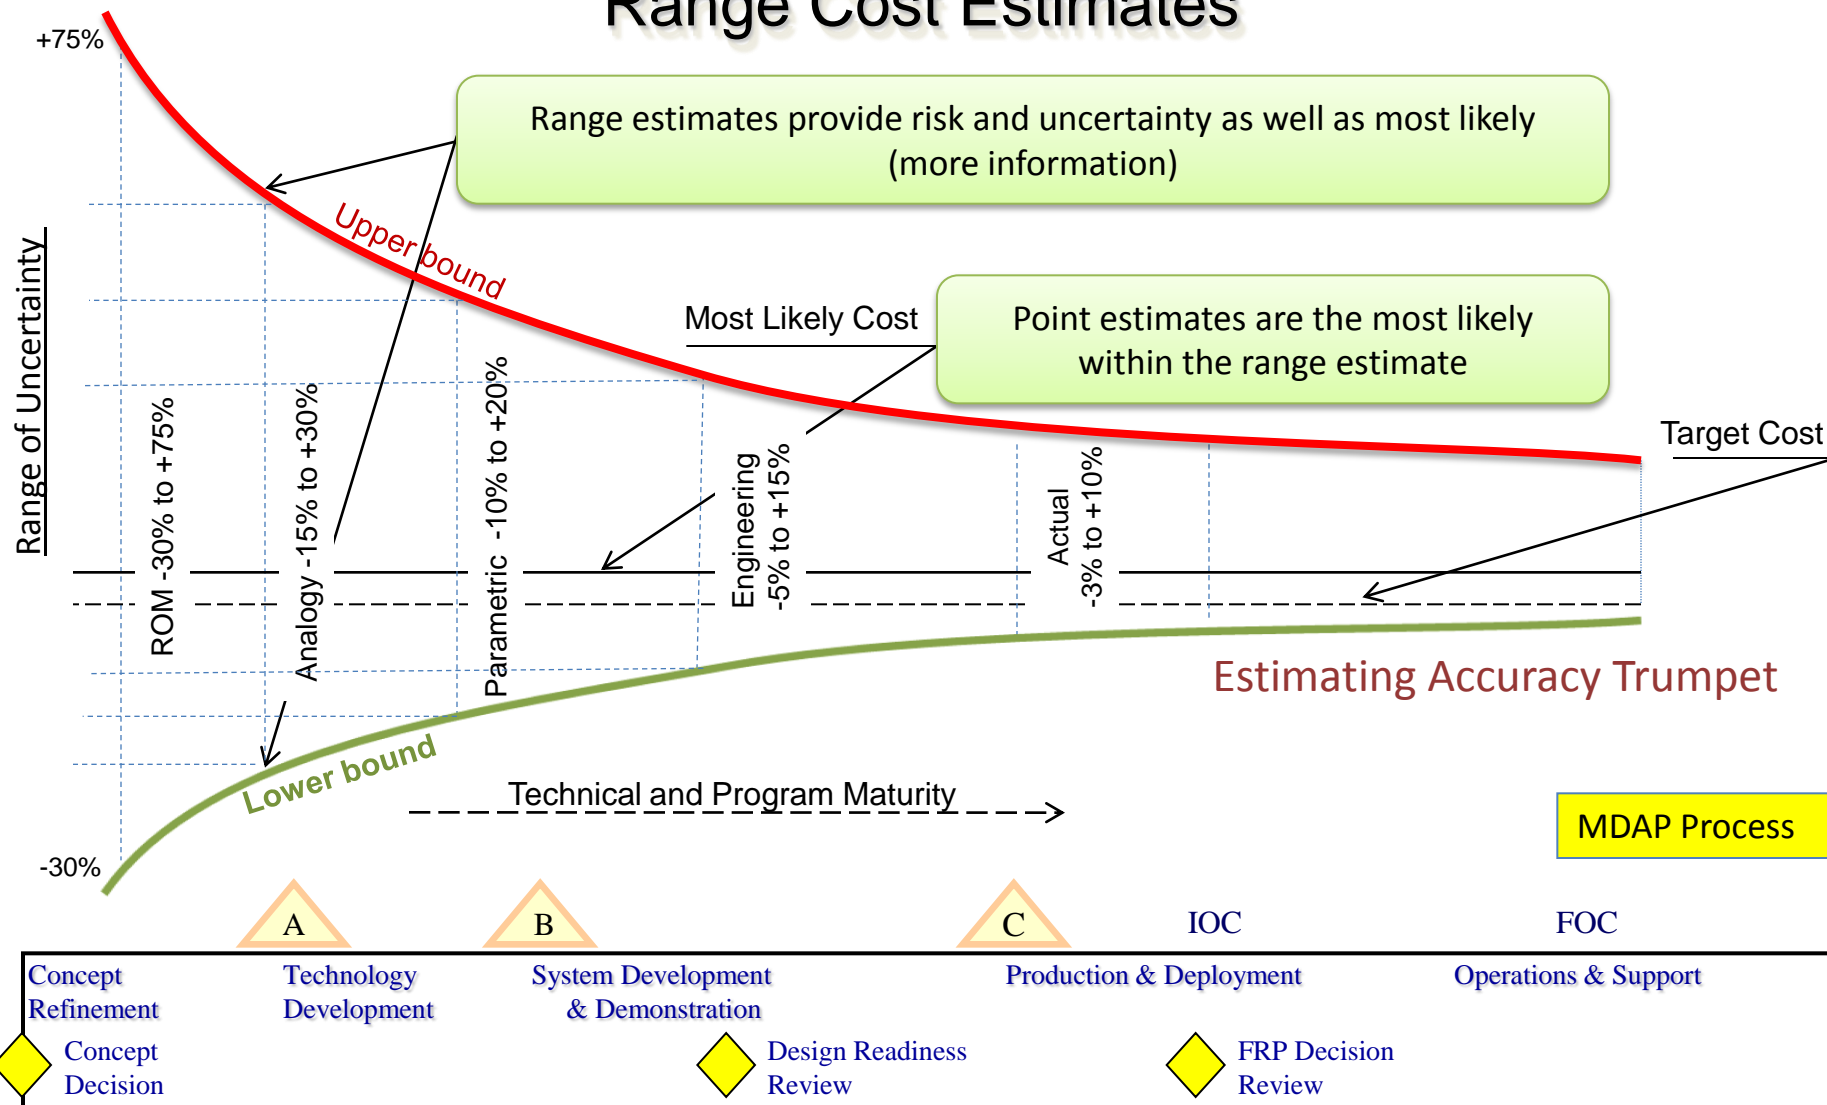 Range Cost Estimates
+75%
Range estimates provide risk and uncertainty as well as most likely
(more information)
Upper bound
Range of Uncertainty
Most Likely Cost
Point estimates are the most likely
within the range estimate
Target Cost
ROM -30% to +75%
Analogy -15% to +30%
Parametric -10% to +20%
Engineering
-5% to +15%
Actual
-3% to +10%
Estimating Accuracy Trumpet
Lower bound
Technical and Program Maturity
MDAP Process
-30%
A
B
C
IOC
FOC
Concept
Refinement
Technology
Development
System Development
& Demonstration
Production & Deployment
Operations & Support
Concept
Decision
Design Readiness
Review
FRP Decision
Review